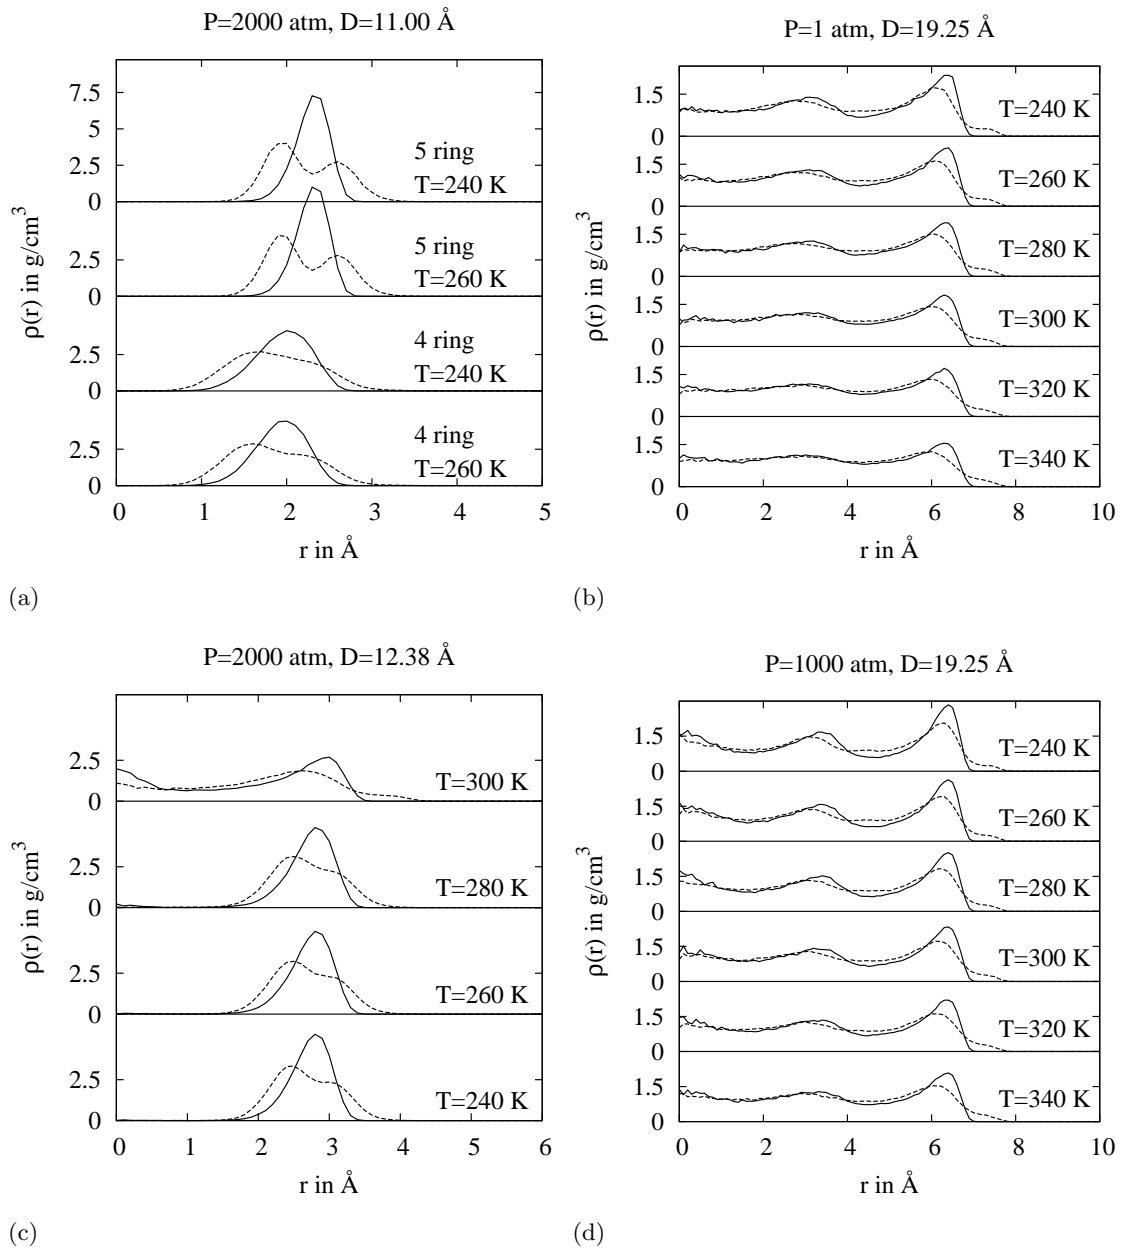 P=2000 atm, D=11.00 Å
7.5
5
2.5
0
2.5
0
2.5
0
2.5
0
5 ring
T=240 K
5 ring
T=260 K
4 ring
T=240 K
4 ring
T=260 K
0 1 2 3 4 5
r in Å
ρ(r) in g/cm³
(a)
P=1 atm, D=19.25 Å
1.5
0
1.5
0
1.5
0
1.5
0
1.5
0
1.5
0
T=240 K
T=260 K
T=280 K
T=300 K
T=320 K
T=340 K
0 2 4 6 8 10
r in Å
ρ(r) in g/cm³
(b)
P=2000 atm, D=12.38 Å
2.5
0
2.5
0
2.5
0
2.5
0
T=300 K
T=280 K
T=260 K
T=240 K
0 1 2 3 4 5 6
r in Å
ρ(r) in g/cm³
(c)
P=1000 atm, D=19.25 Å
1.5
0
1.5
0
1.5
0
1.5
0
1.5
0
1.5
0
T=240 K
T=260 K
T=280 K
T=300 K
T=320 K
T=340 K
0 2 4 6 8 10
r in Å
ρ(r) in g/cm³
(d)